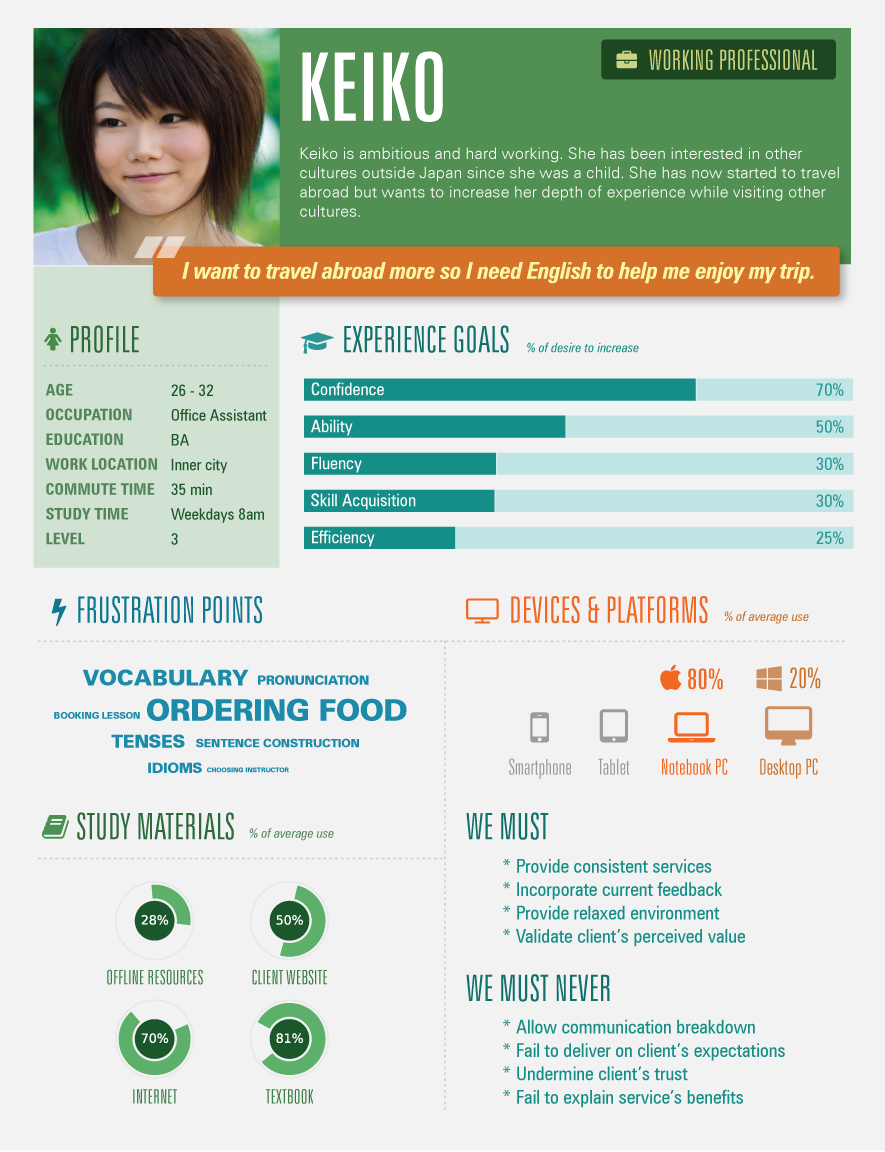 KEIKO
WORKING PROFESSIONAL
Keiko is ambitious and hard working. She has been interested in other
cultures outside Japan since she was a child. She has now started to travel
abroad but wants to increase her depth of experience while visiting other
cultures.
I want to travel abroad more so I need English to help me enjoy my trip.
PROFILE
AGE 26 - 32
OCCUPATION Office Assistant
EDUCATION BA
WORK LOCATION Inner city
COMMUTE TIME 35 min
STUDY TIME Weekdays 8am
LEVEL 3
EXPERIENCE GOALS % of desire to increase
Confidence 70%
Ability 50%
Fluency 30%
Skill Acquisition 30%
Efficiency 25%
FRUSTRATION POINTS
VOCABULARY PRONUNCIATION
BOOKING LESSON ORDERING FOOD
TENSES SENTENCE CONSTRUCTION
IDIOMS CHOOSING INSTRUCTOR
DEVICES & PLATFORMS % of average use
80% 20%
Smartphone Tablet Notebook PC Desktop PC
STUDY MATERIALS % of average use
28% 50%
OFFLINE RESOURCES CLIENT WEBSITE
70% 81%
INTERNET TEXTBOOK
WE MUST
* Provide consistent services
* Incorporate current feedback
* Provide relaxed environment
* Validate client's perceived value
WE MUST NEVER
* Allow communication breakdown
* Fail to deliver on client's expectations
* Undermine client's trust
* Fail to explain service's benefits